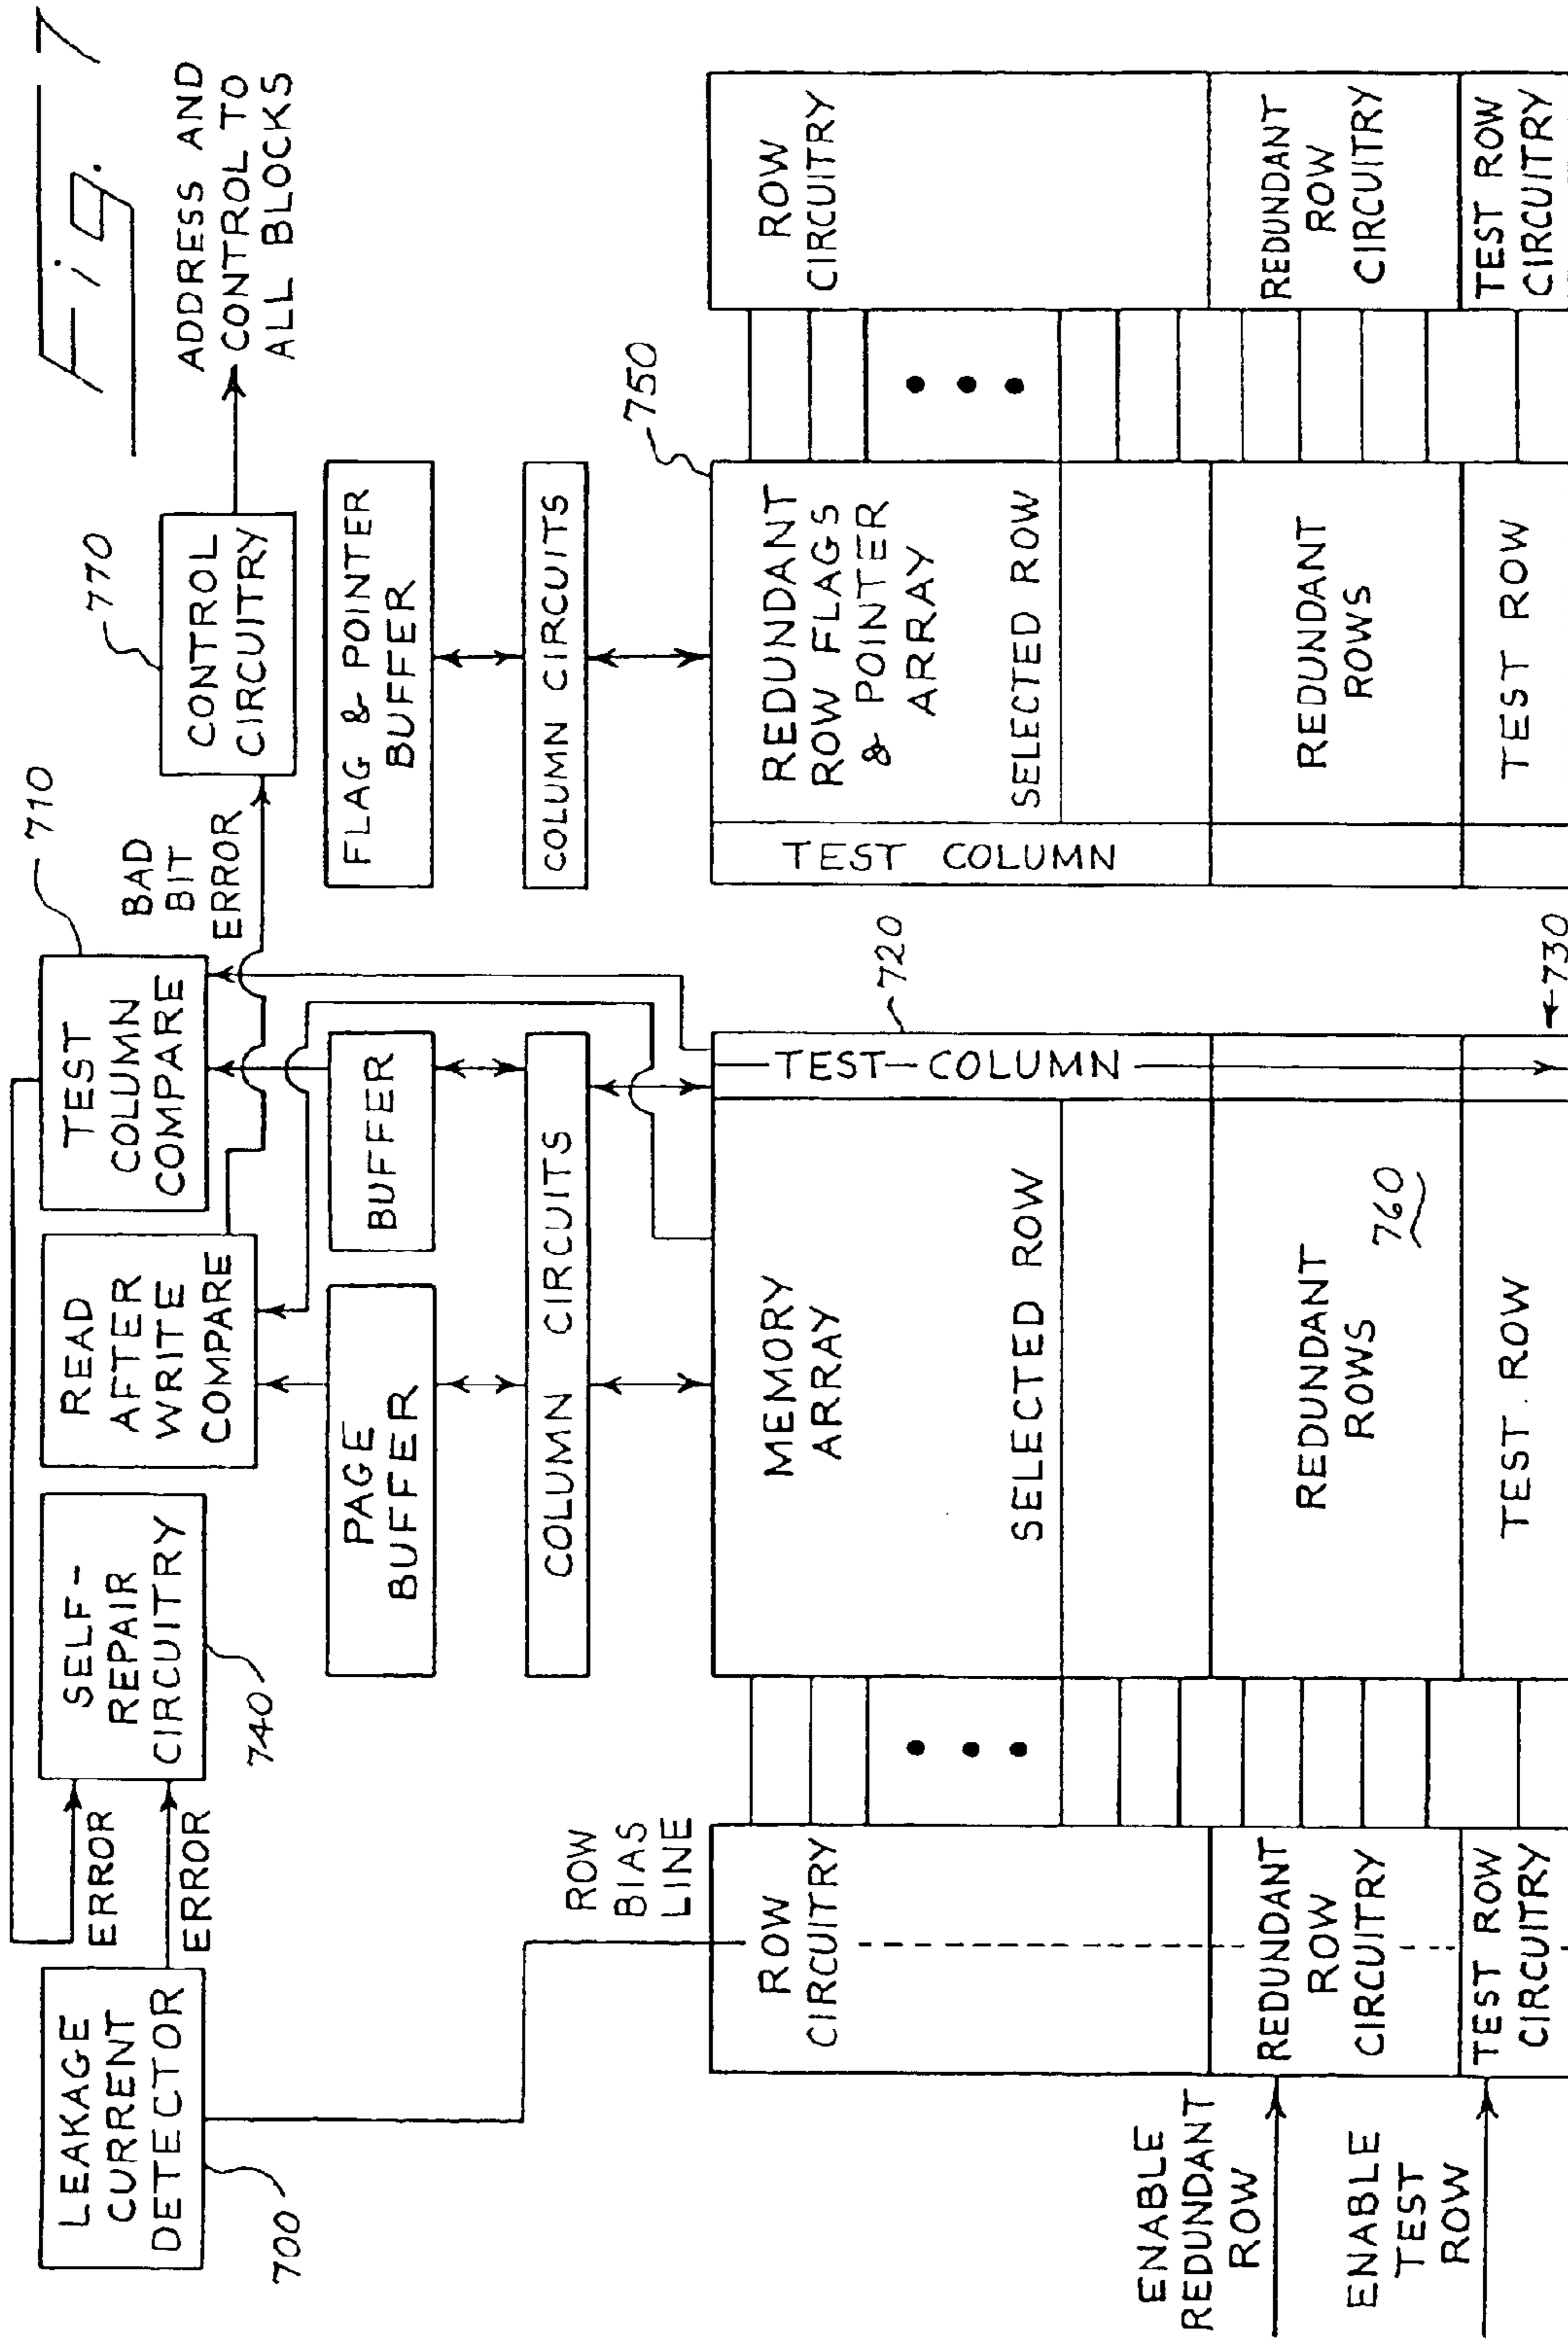 Fig. 7
LEAKAGE
CURRENT
DETECTOR
700
ERROR
ERROR
SELF-
REPAIR
CIRCUITRY
740
READ
AFTER
WRITE
COMPARE
TEST
COLUMN
COMPARE
710
BAD
BIT
ERROR
CONTROL
CIRCUITRY
770
ADDRESS AND
CONTROL TO
ALL BLOCKS
PAGE
BUFFER
BUFFER
FLAG & POINTER
BUFFER
COLUMN CIRCUITS
COLUMN CIRCUITS
ROW
BIAS
LINE
ROW
CIRCUITRY
MEMORY
ARRAY
SELECTED ROW
TEST COLUMN
720
TEST COLUMN
REDUNDANT
ROW FLAGS
& POINTER
ARRAY
SELECTED ROW
750
ROW
CIRCUITRY
ENABLE
REDUNDANT
ROW
REDUNDANT
ROW
CIRCUITRY
REDUNDANT
ROWS
760
REDUNDANT
ROWS
REDUNDANT
ROW
CIRCUITRY
ENABLE
TEST
ROW
TEST ROW
CIRCUITRY
TEST. ROW
730
TEST ROW
TEST ROW
CIRCUITRY